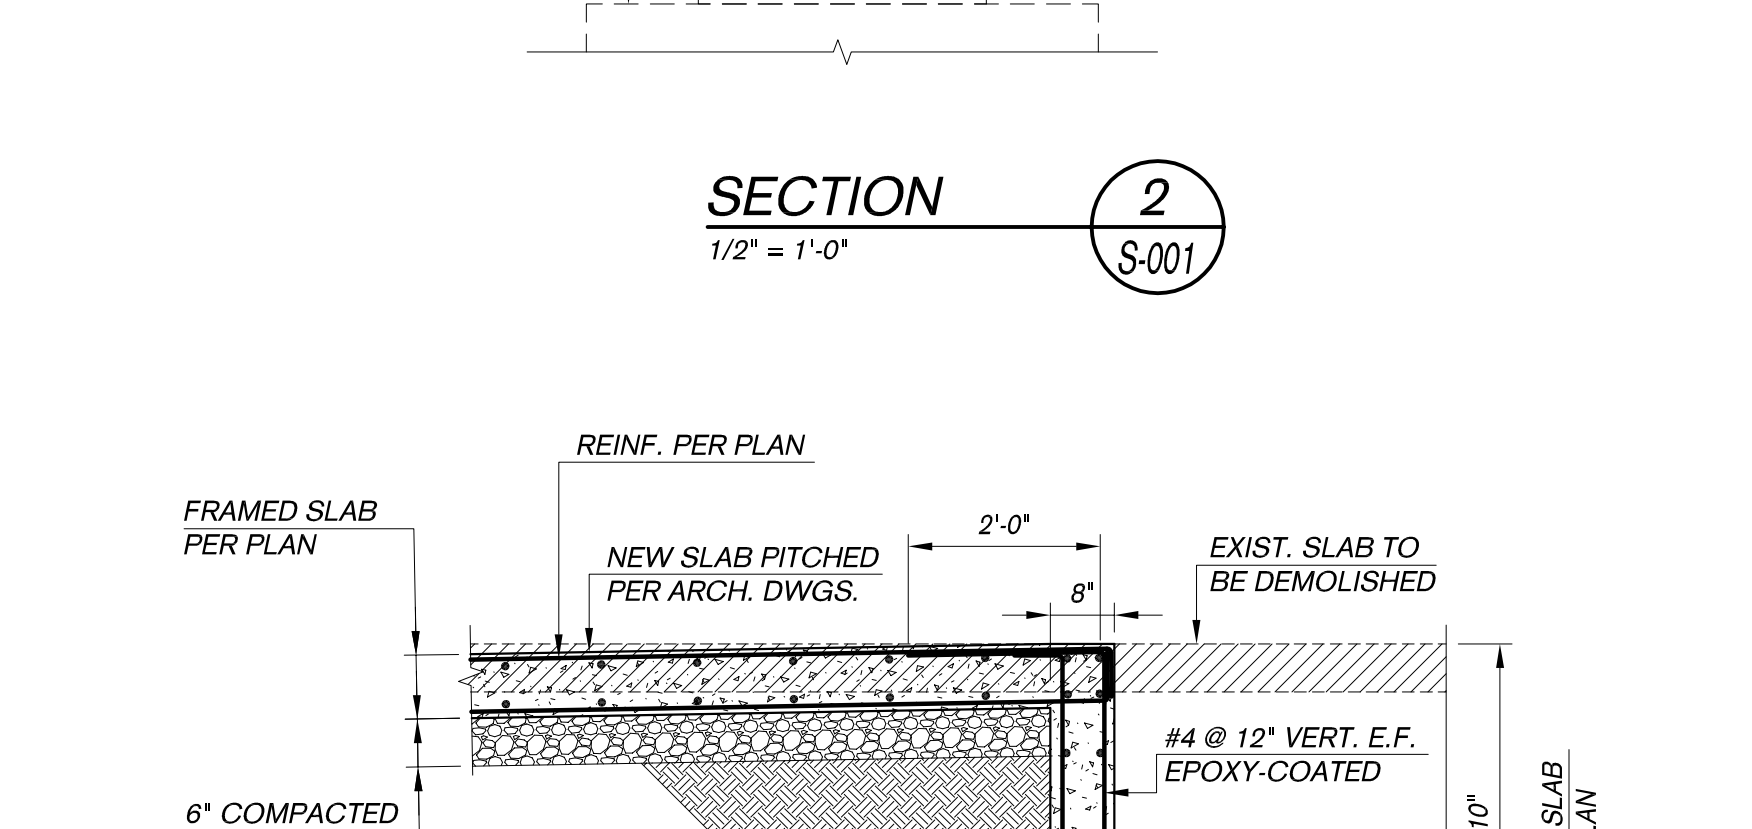 SECTION
1/2" = 1'-0"
2
S-001
REINF. PER PLAN
FRAMED SLAB
PER PLAN
NEW SLAB PITCHED
PER ARCH. DWGS.
2'-0"
8"
EXIST. SLAB TO
BE DEMOLISHED
#4 @ 12" VERT. E.F.
EPOXY-COATED
6" COMPACTED
10"
SLAB